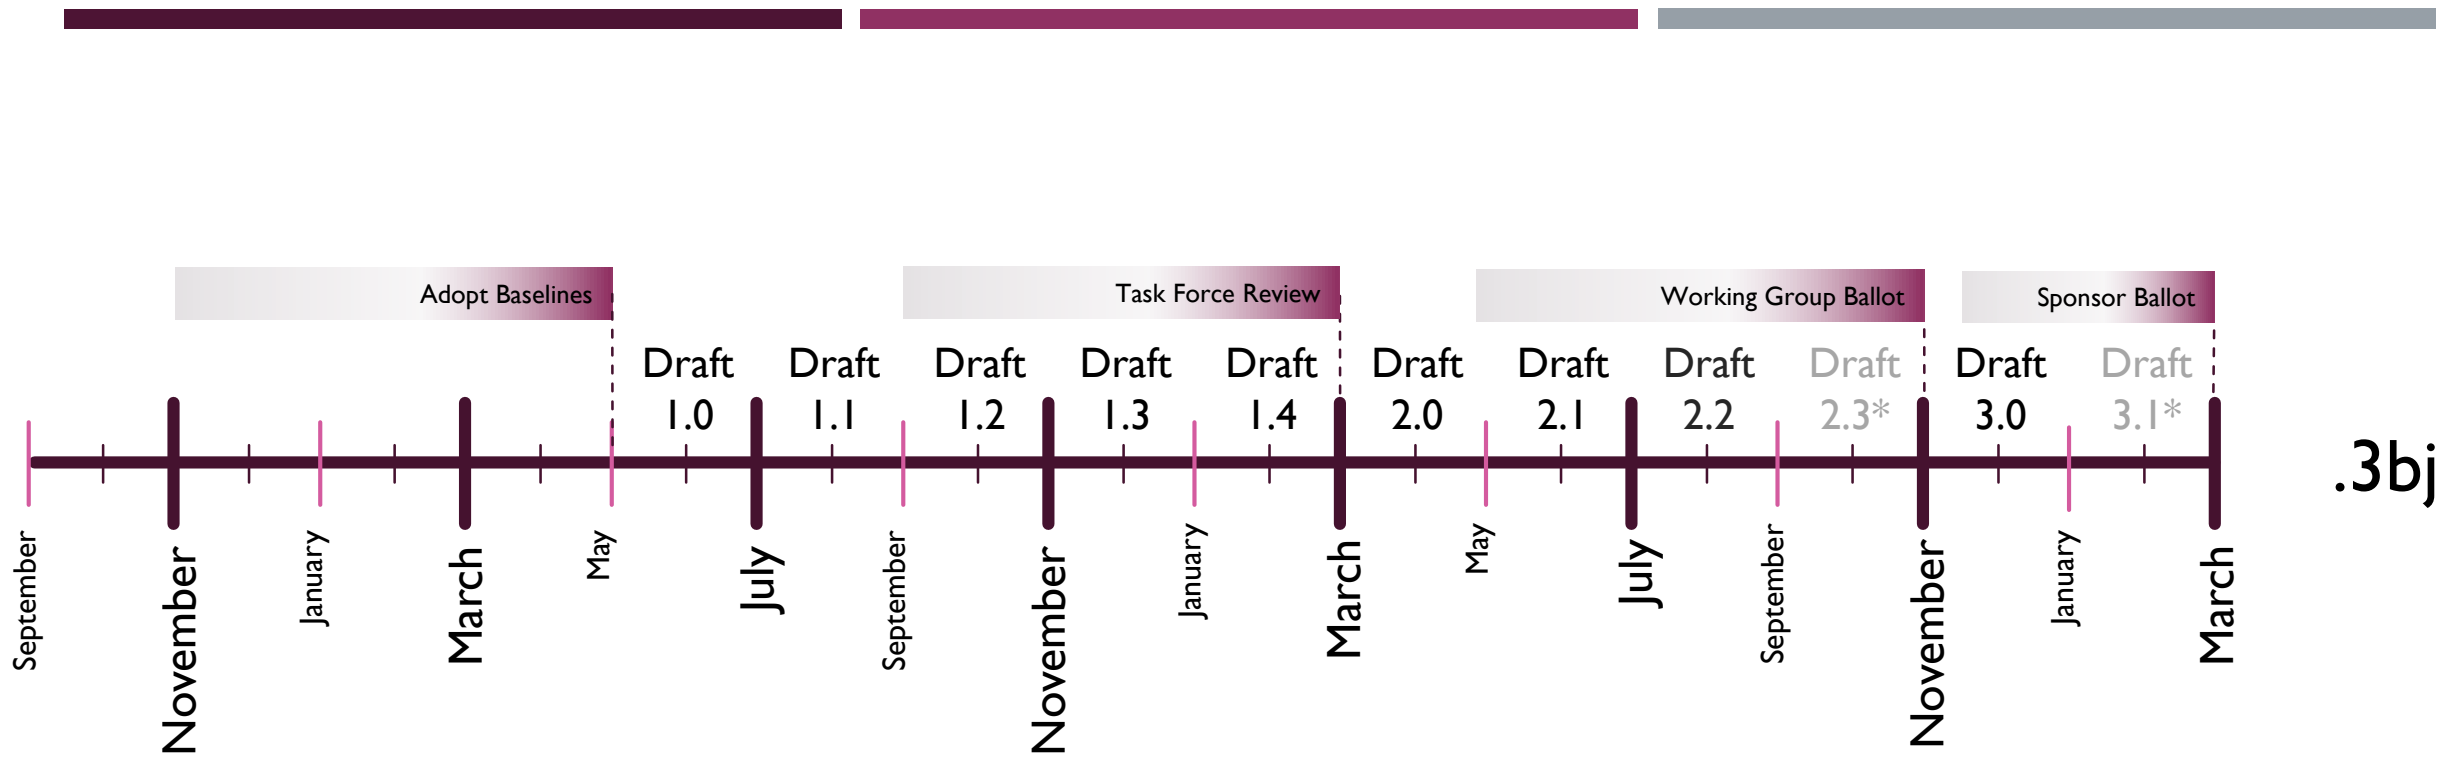 Adopt Baselines
Task Force Review
Working Group Ballot
Sponsor Ballot
Draft
1.0
Draft
1.1
Draft
1.2
Draft
1.3
Draft
1.4
Draft
2.0
Draft
2.1
Draft
2.2
Draft
2.3*
Draft
3.0
Draft
3.1*
.3bj
September
November
January
March
May
July
September
November
January
March
May
July
September
November
January
March